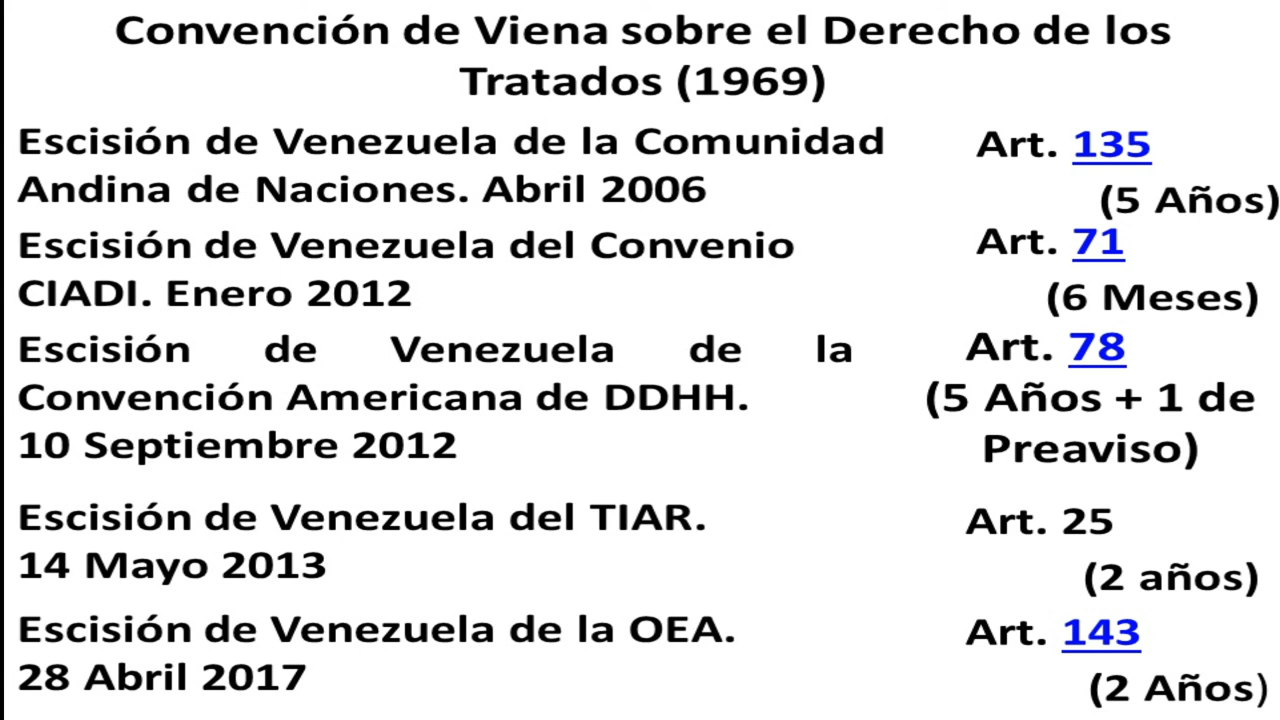 Convención de Viena sobre el Derecho de los
Tratados (1969)
Escisión de Venezuela de la Comunidad
Andina de Naciones. Abril 2006
Art. 135
(5 Años)
Escisión de Venezuela del Convenio
CIADI. Enero 2012
Art. 71
(6 Meses)
Escisión de Venezuela de la
Convención Americana de DDHH.
10 Septiembre 2012
Art. 78
(5 Años + 1 de
Preaviso)
Escisión de Venezuela del TIAR.
14 Mayo 2013
Art. 25
(2 años)
Escisión de Venezuela de la OEA.
28 Abril 2017
Art. 143
(2 Años)